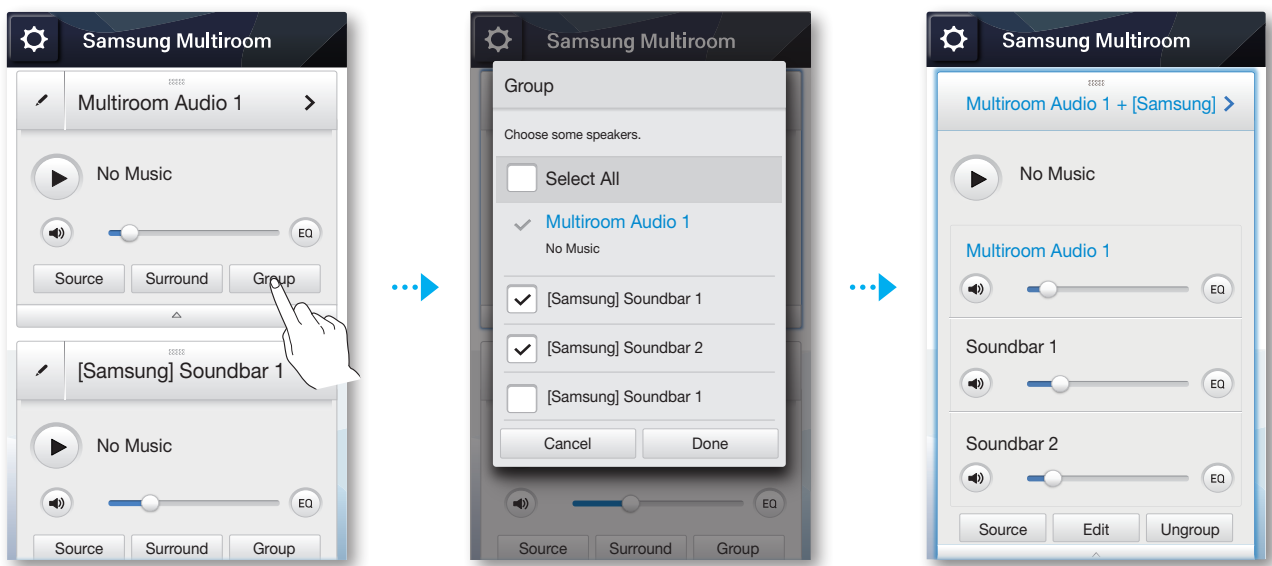 Samsung Multiroom
Multiroom Audio 1
No Music
EQ
Source Surround Group
[Samsung] Soundbar 1
No Music
EQ
Source Surround Group
Samsung Multiroom
Group
Choose some speakers.
Select All
Multiroom Audio 1
No Music
[Samsung] Soundbar 1
[Samsung] Soundbar 2
[Samsung] Soundbar 1
Cancel Done
EQ
Source Surround Group
Samsung Multiroom
Multiroom Audio 1 + [Samsung]
No Music
Multiroom Audio 1
EQ
Soundbar 1
EQ
Soundbar 2
EQ
Source Edit Ungroup